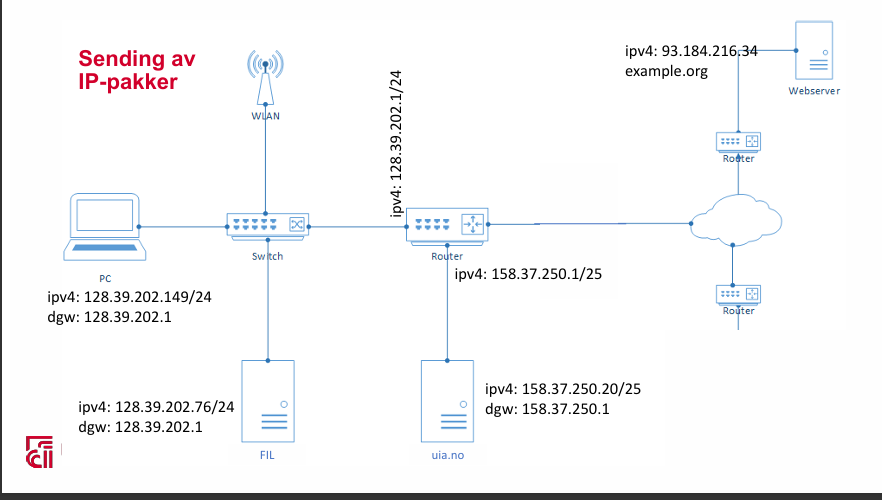 Sending av
IP-pakker
WLAN
ipv4: 128.39.202.1/24
ipv4: 93.184.216.34
example.org
Webserver
Router
Switch
Router
ipv4: 158.37.250.1/25
PC
ipv4: 128.39.202.149/24
dgw: 128.39.202.1
Router
ipv4: 128.39.202.76/24
dgw: 128.39.202.1
FIL
ipv4: 158.37.250.20/25
dgw: 158.37.250.1
uia.no